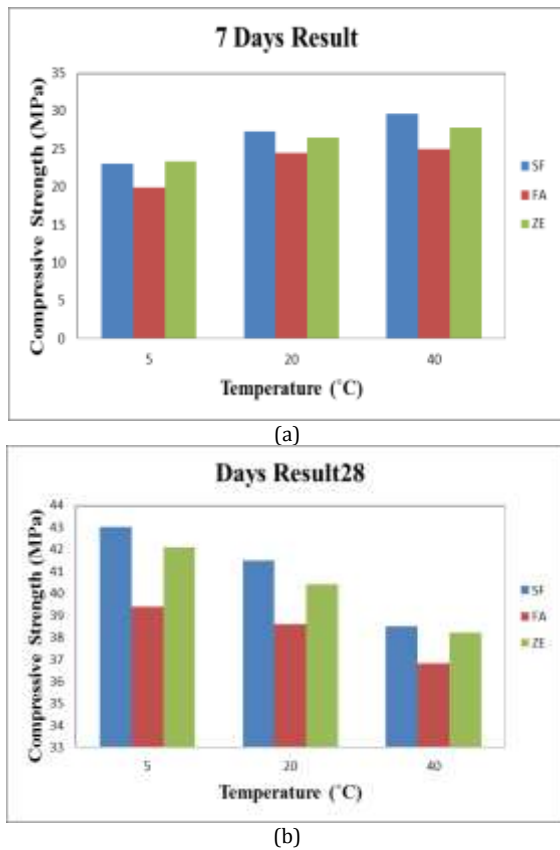 7 Days Result
Compressive Strength (MPa)
35
30
25
20
15
10
5
0
5 20 40
Temperature (˚C)
SF
FA
ZE
(a)
Days Result28
Compressive Strength (MPa)
44
43
42
41
40
39
38
37
36
35
34
33
5 20 40
Temperature (˚C)
SF
FA
ZE
(b)